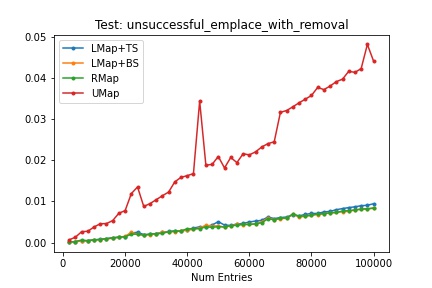 Test: unsuccessful_emplace_with_removal
0.05
0.04
0.03
0.02
0.01
0.00
LMap+TS
LMap+BS
RMap
UMap
0
20000
40000
60000
80000
100000
Num Entries